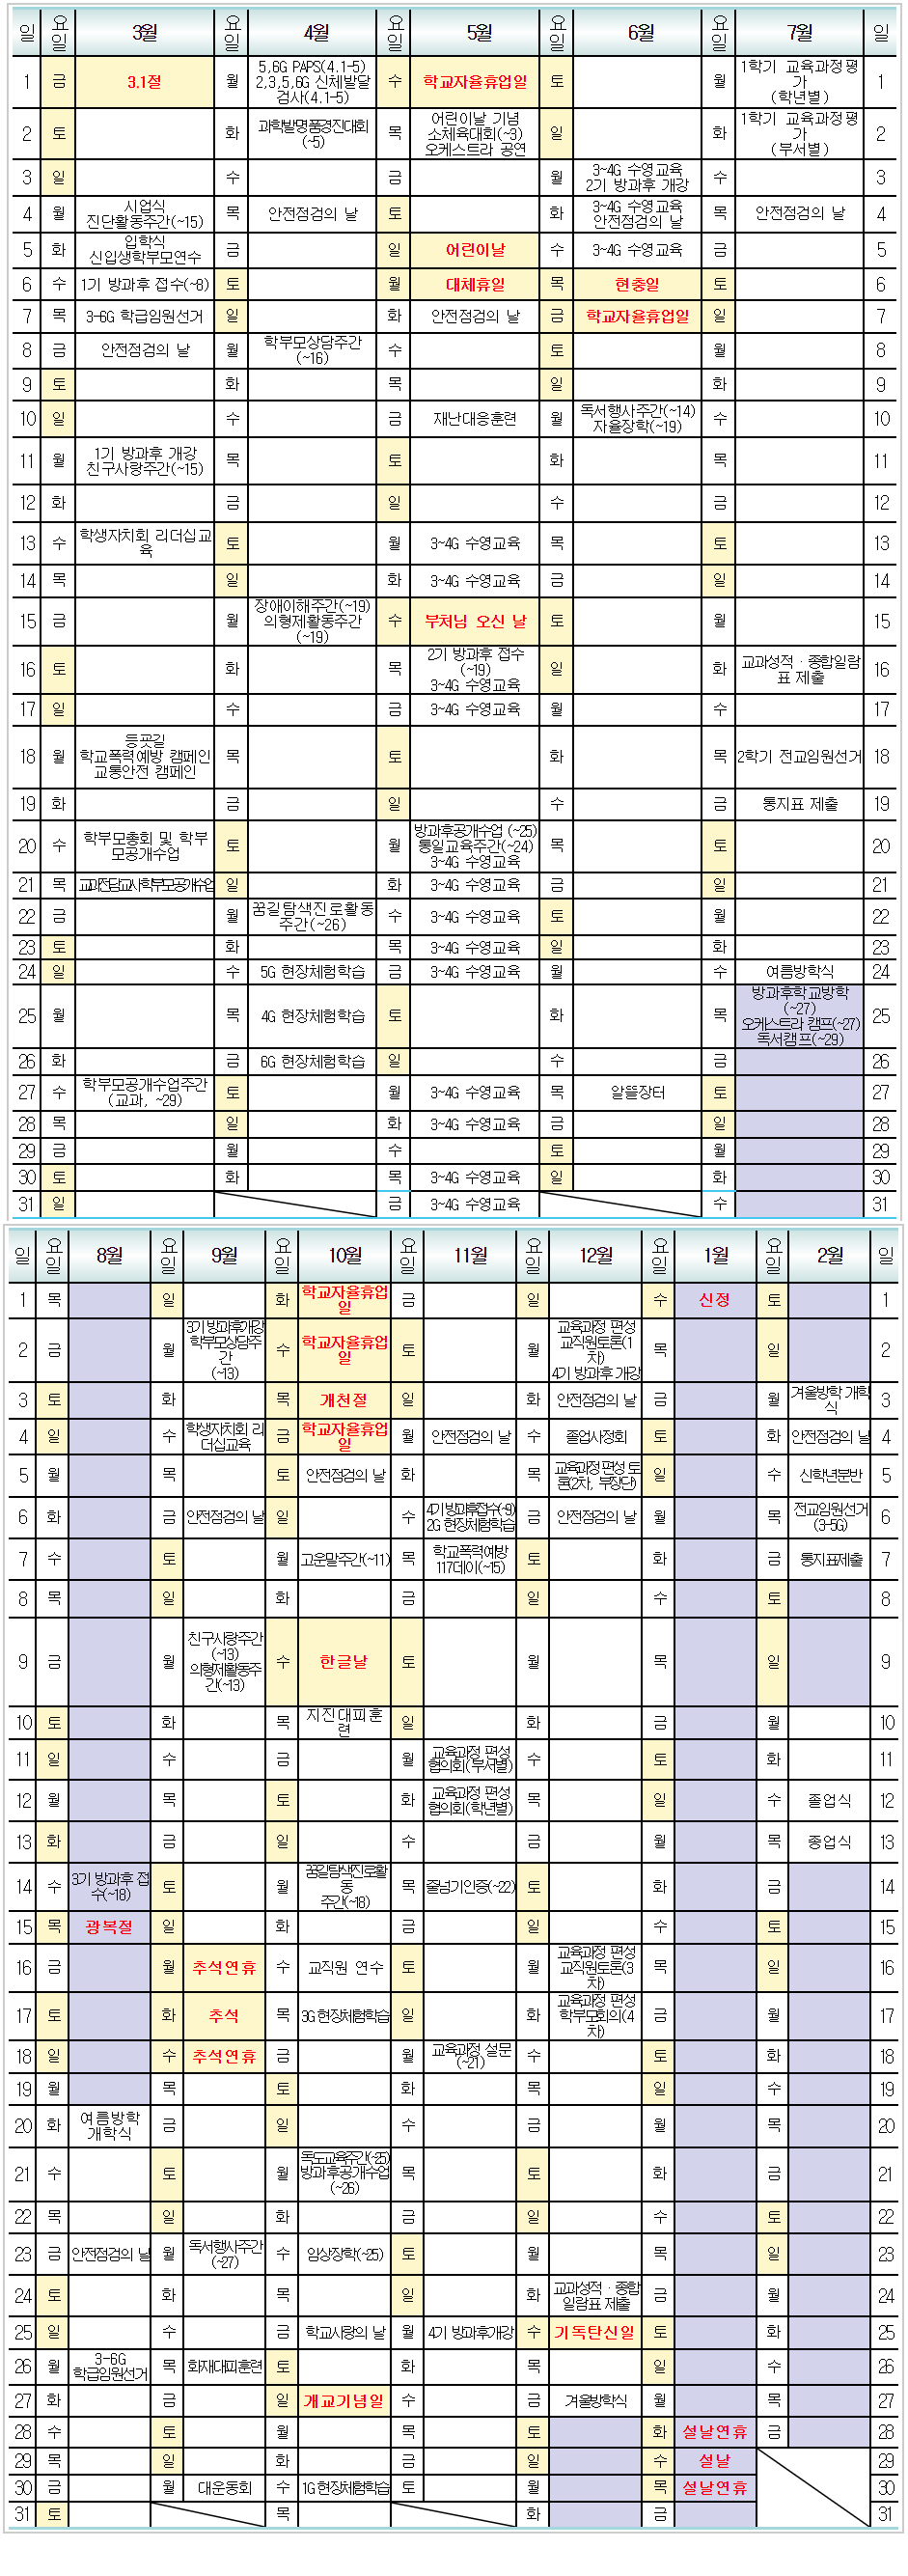 일 요일 3월 요일 4월 요일 5월 요일 6월 요일 7월 일
1 금 3.1절 월 5,6G PAPS(4.1-5) 2,3,5,6G 신체발달검사(4.1-5) 수 학교자율휴업일 토 월 1학기 교육과정평가 (학년별) 1
2 토 화 과학발명품경진대회(~5) 목 어린이날 기념 소체육대회(~3) 오케스트라 공연 일 화 1학기 교육과정평가 (부서별) 2
3 일 수 금 월 3~4G 수영교육 2기 방과후 개강 수 3
4 월 시업식 진단활동주간(~15) 목 안전점검의 날 토 화 3~4G 수영교육 안전점검의 날 목 안전점검의 날 4
5 화 입학식 신입생학부모연수 금 일 어린이날 수 3~4G 수영교육 금 5
6 수 1기 방과후 접수(~8) 토 월 대체휴일 목 현충일 토 6
7 목 3-6G 학급임원선거 일 화 안전점검의 날 금 학교자율휴업일 일 7
8 금 안전점검의 날 월 학부모상담주간(~16) 수 토 월 8
9 토 화 목 일 화 9
10 일 수 금 재난대응훈련 월 독서행사주간(~14) 자율장학(~19) 수 10
11 월 1기 방과후 개강 친구사랑주간(~15) 목 토 화 목 11
12 화 금 일 수 금 12
13 수 학생자치회 리더십교육 토 월 3~4G 수영교육 목 토 13
14 목 일 화 3~4G 수영교육 금 일 14
15 금 월 장애이해주간(~19) 의형제활동주간(~19) 수 부처님 오신 날 토 월 15
16 토 화 목 2기 방과후 접수(~19) 3~4G 수영교육 일 화 교과성적·종합일람표 제출 16
17 일 수 금 3~4G 수영교육 월 수 17
18 월 등굣길 학교폭력예방 캠페인 교통안전 캠페인 목 토 화 목 2학기 전교임원선거 18
19 화 금 일 수 금 통지표 제출 19
20 수 학부모총회 및 학부모공개수업 토 월 방과후공개수업 (~25) 통일교육주간(~24) 3~4G 수영교육 목 토 20
21 목 교과전담교사학부모공개수업 일 화 3~4G 수영교육 금 일 21
22 금 월 꿈길탐색진로활동주간(~26) 수 3~4G 수영교육 토 월 22
23 토 화 목 3~4G 수영교육 일 화 23
24 일 수 5G 현장체험학습 금 3~4G 수영교육 월 수 여름방학식 24
25 월 목 4G 현장체험학습 토 화 목 방과후학교방학(~27) 오케스트라 캠프(~27) 독서캠프(~29) 25
26 화 금 6G 현장체험학습 일 수 금 26
27 수 학부모공개수업주간(교과, ~29) 토 월 3~4G 수영교육 목 알뜰장터 토 27
28 목 일 화 3~4G 수영교육 금 일 28
29 금 월 수 토 월 29
30 토 화 목 3~4G 수영교육 일 화 30
31 일 금 3~4G 수영교육 수 31
일 요일 8월 요일 9월 요일 10월 요일 11월 요일 12월 요일 1월 요일 2월 일
1 목 일 화 학교자율휴업일 금 일 수 신정 토 1
2 금 월 3기방과후개강 학부모상담주간(~13) 수 학교자율휴업일 토 월 교육과정 편성 교직원토론(1차) 4기 방과후 개강 목 일 2
3 토 화 목 개천절 일 화 안전점검의 날 금 월 겨울방학 개학식 3
4 일 수 학생자치회 리더십교육 금 학교자율휴업일 월 안전점검의 날 수 졸업사정회 토 화 안전점검의 날 4
5 월 목 토 안전점검의 날 화 목 교육과정 편성 토론(2차, 부장단) 일 수 신학년분반 5
6 화 금 안전점검의 날 일 수 4기방과후접수(~9) 2G 현장체험학습 금 안전점검의 날 월 목 전교임원선거(3-5G) 6
7 수 토 월 고운말주간(~11) 목 학교폭력예방 117데이(~15) 토 화 금 통지표제출 7
8 목 일 화 금 일 수 토 8
9 금 월 친구사랑주간(~13) 의형제활동주간(~13) 수 한글날 토 월 목 일 9
10 토 화 목 지진대피훈련 일 화 금 월 10
11 일 수 금 월 교육과정 편성 협의회(부서별) 수 토 화 11
12 월 목 토 화 교육과정 편성 협의회(학년별) 목 일 수 졸업식 12
13 화 금 일 수 금 월 목 종업식 13
14 수 3기 방과후 접수(~18) 토 월 꿈길탐색진로활동 주간(~18) 목 줄넘기인증(~22) 토 화 금 14
15 목 광복절 일 화 금 일 수 토 15
16 금 월 추석연휴 수 교직원 연수 토 월 교육과정 편성 교직원토론(3차) 목 일 16
17 토 화 추석 목 3G현장체험학습 일 화 교육과정 편성 학부모회의(4차) 금 월 17
18 일 수 추석연휴 금 월 교육과정 설문(~21) 수 토 화 18
19 월 목 토 화 목 일 수 19
20 화 여름방학 개학식 금 일 수 금 월 목 20
21 수 토 월 독도교육주간(~25) 방과후공개수업(~26) 목 토 화 금 21
22 목 일 화 금 일 수 토 22
23 금 안전점검의 날 월 독서행사주간(~27) 수 임상장학(~25) 토 월 목 일 23
24 토 화 목 일 화 교과성적·종합일람표 제출 금 월 24
25 일 수 금 학교사랑의 날 월 4기 방과후개강 수 기독탄신일 토 화 25
26 월 3-6G 학급임원선거 목 화재대피훈련 토 화 목 일 수 26
27 화 금 일 개교기념일 수 금 겨울방학식 월 목 27
28 수 토 월 목 토 화 설날연휴 금 28
29 목 일 화 금 일 수 설날 29
30 금 월 대운동회 수 1G현장체험학습 토 월 목 설날연휴 30
31 토 목 화 금 31